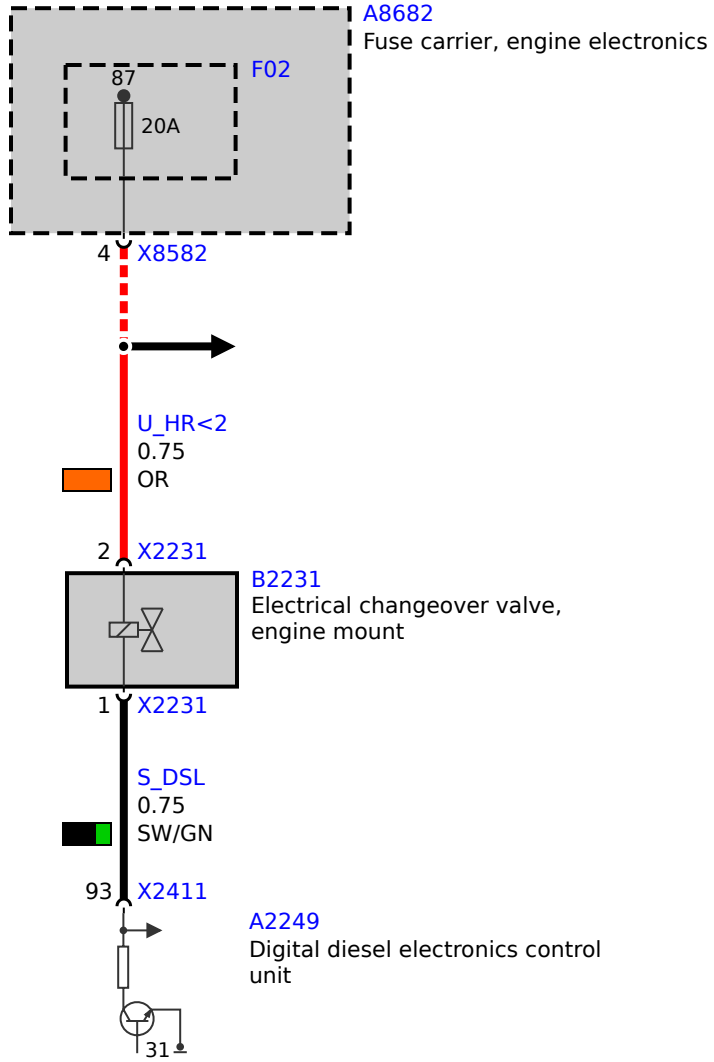 A8682
Fuse carrier, engine electronics
F02
87
20A
4 X8582
U_HR<2
0.75
OR
2 X2231
B2231
Electrical changeover valve,
engine mount
1 X2231
S_DSL
0.75
SW/GN
93 X2411
A2249
Digital diesel electronics control
unit
31